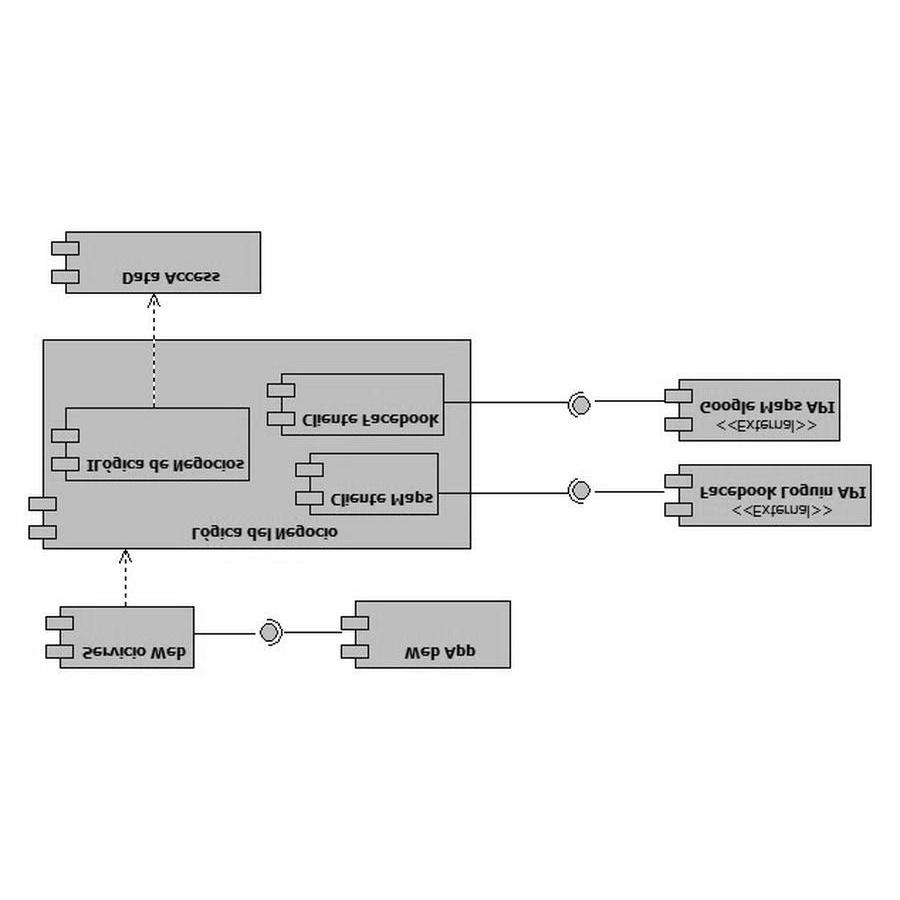 Servicio Web
Web App
Lógica del Negocio
<<External>>
Facebook Loguin API
Cliente Maps
ILógica de Negocios
<<External>>
Google Maps API
Cliente Facebook
Data Access